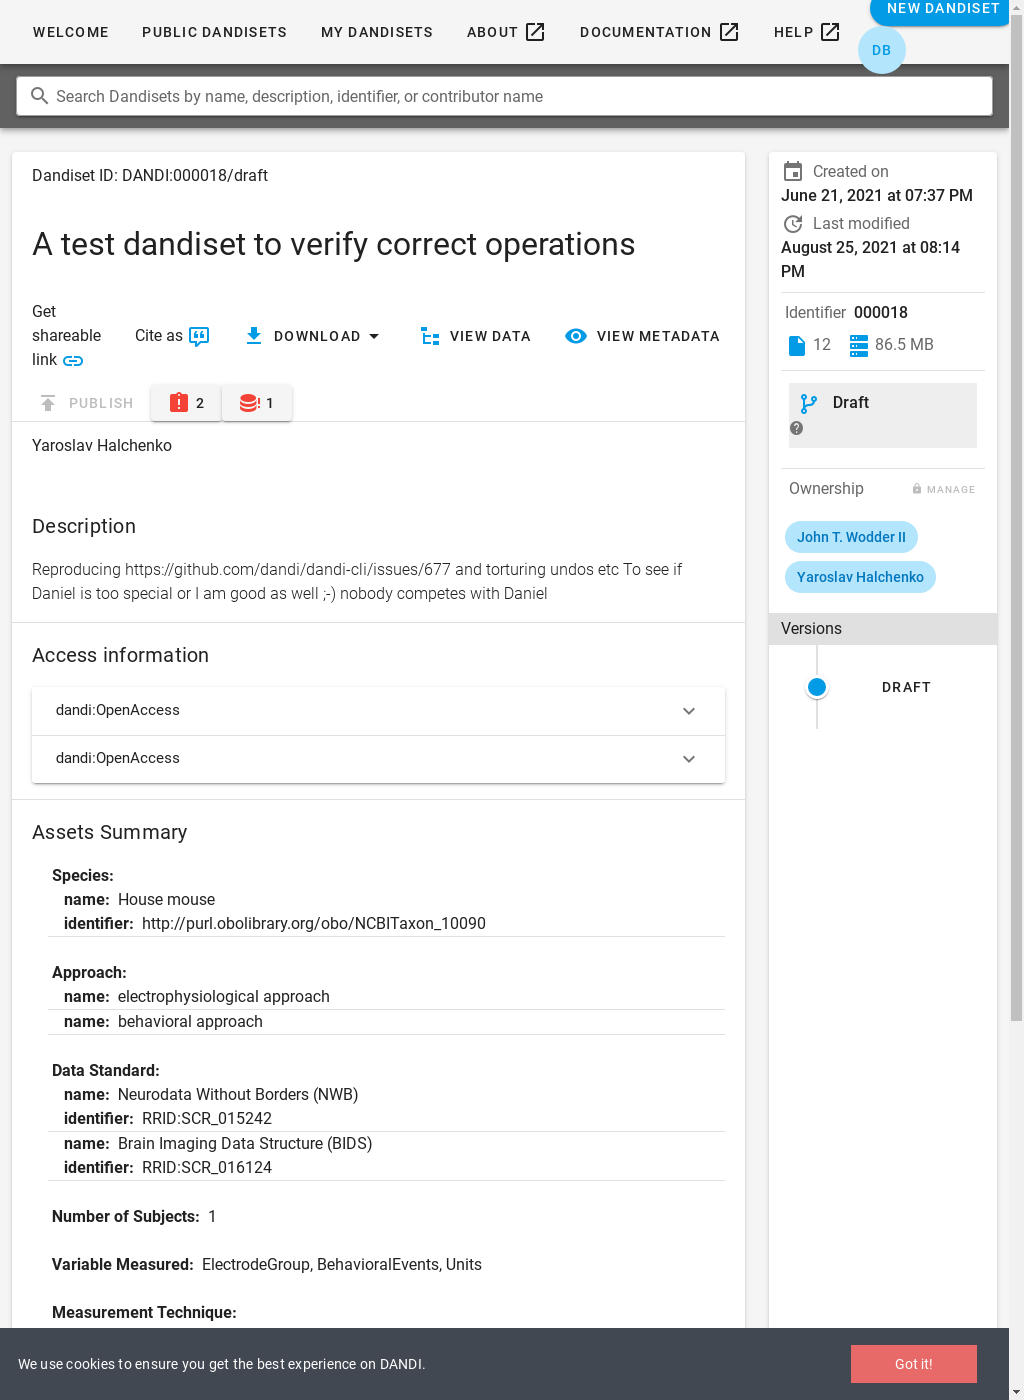 WELCOME PUBLIC DANDISETS MY DANDISETS ABOUT DOCUMENTATION HELP NEW DANDISET
DB
Search Dandisets by name, description, identifier, or contributor name
Dandiset ID: DANDI:000018/draft
A test dandiset to verify correct operations
Get shareable link
Cite as
DOWNLOAD
VIEW DATA
VIEW METADATA
PUBLISH
2
1
Yaroslav Halchenko
Description
Reproducing https://github.com/dandi/dandi-cli/issues/677 and torturing undos etc To see if
Daniel is too special or I am good as well ;-) nobody competes with Daniel
Access information
dandi:OpenAccess
dandi:OpenAccess
Assets Summary
Species:
name: House mouse
identifier: http://purl.obolibrary.org/obo/NCBITaxon_10090
Approach:
name: electrophysiological approach
name: behavioral approach
Data Standard:
name: Neurodata Without Borders (NWB)
identifier: RRID:SCR_015242
name: Brain Imaging Data Structure (BIDS)
identifier: RRID:SCR_016124
Number of Subjects: 1
Variable Measured: ElectrodeGroup, BehavioralEvents, Units
Measurement Technique:
Created on
June 21, 2021 at 07:37 PM
Last modified
August 25, 2021 at 08:14
PM
Identifier 000018
12 86.5 MB
Draft
Ownership MANAGE
John T. Wodder II
Yaroslav Halchenko
Versions
DRAFT
We use cookies to ensure you get the best experience on DANDI.
Got it!